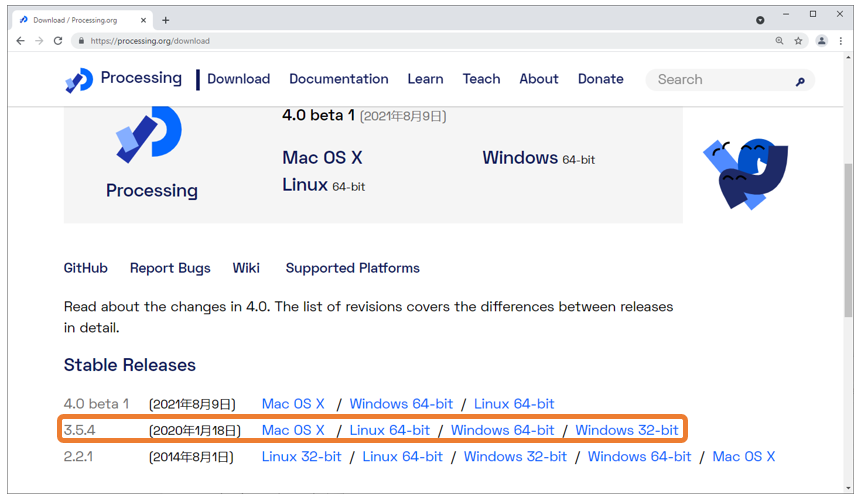 Download / Processing.org
https://processing.org/download
Processing Download Documentation Learn Teach About Donate Search
4.0 beta 1 (2021年8月9日)
Mac OS X Windows 64-bit
Linux 64-bit
Processing
GitHub Report Bugs Wiki Supported Platforms
Read about the changes in 4.0. The list of revisions covers the differences between releases
in detail.
Stable Releases
4.0 beta 1 (2021年8月9日) Mac OS X / Windows 64-bit / Linux 64-bit
3.5.4 (2020年1月18日) Mac OS X / Linux 64-bit / Windows 64-bit / Windows 32-bit
2.2.1 (2014年8月1日) Linux 32-bit / Linux 64-bit / Windows 32-bit / Windows 64-bit / Mac OS X